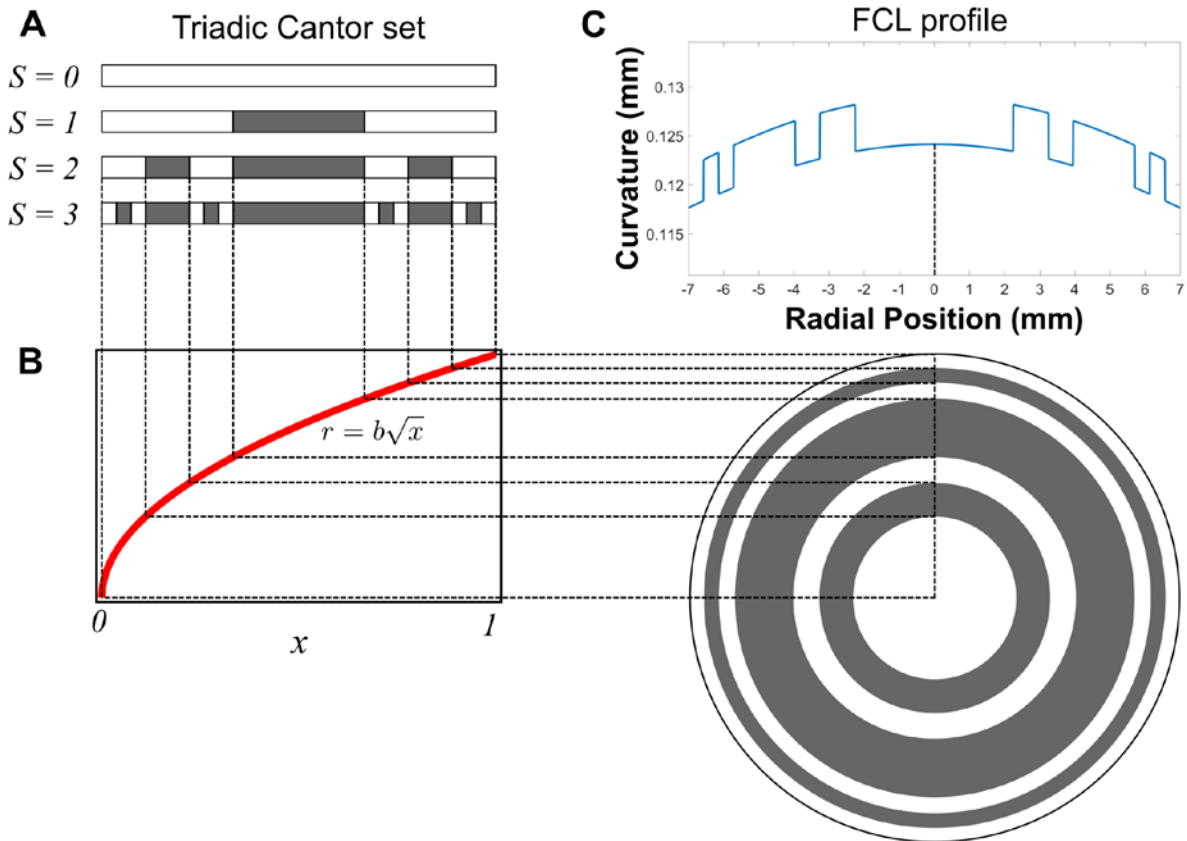 A
Triadic Cantor set
S = 0
S = 1
S = 2
S = 3
C
FCL profile
Curvature (mm)
0.13
0.125
0.12
0.115
-7 -6 -5 -4 -3 -2 -1 0 1 2 3 4 5 6 7
Radial Position (mm)
B
r = b√x
0 1
x